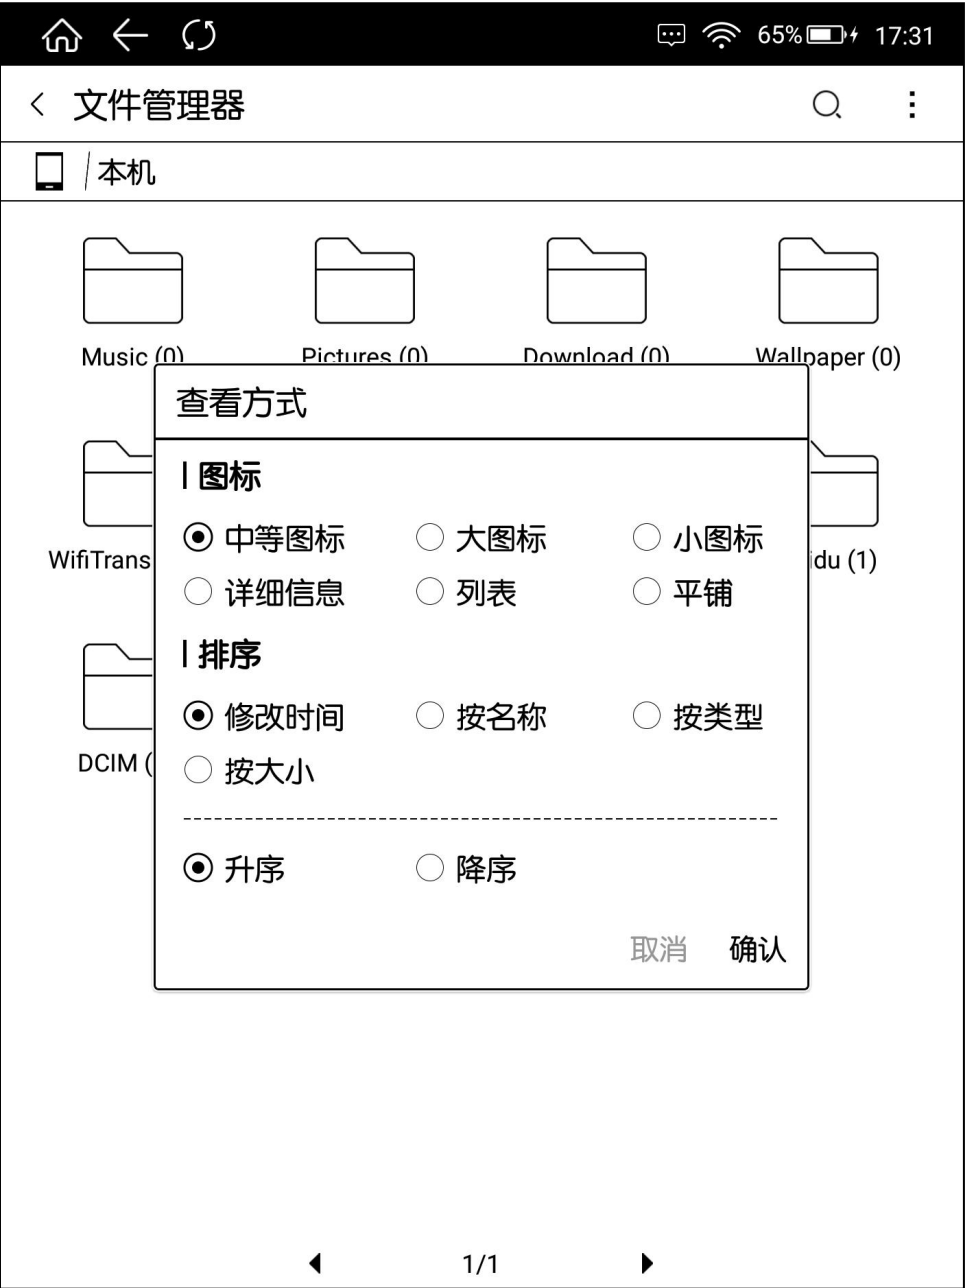 65% 17:31
文件管理器
本机
Music (0) Pictures (0) Download (0) Wallpaper (0)
查看方式
图标
中等图标 大图标 小图标
WifiTrans idu (1)
详细信息 列表 平铺
排序
修改时间 按名称 按类型
DCIM (
按大小
升序 降序
取消 确认
1/1